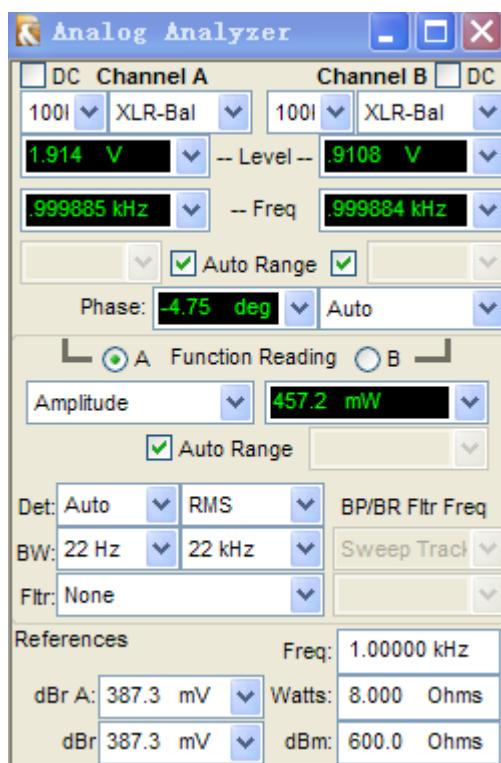 Analog Analyzer
DC Channel A Channel B DC
XLR-Bal XLR-Bal
1.914 V -- Level -- .9108 V
.999885 kHz -- Freq .999884 kHz
Auto Range
Phase: -4.75 deg Auto
A Function Reading B
Amplitude 457.2 mW
Auto Range
Det: Auto RMS BP/BR Fltr Freq
BW: 22 Hz 22 kHz Sweep Track
Fltr: None
References Freq: 1.00000 kHz
dBr A: 387.3 mV Watts: 8.000 Ohms
dBr 387.3 mV dBm: 600.0 Ohms